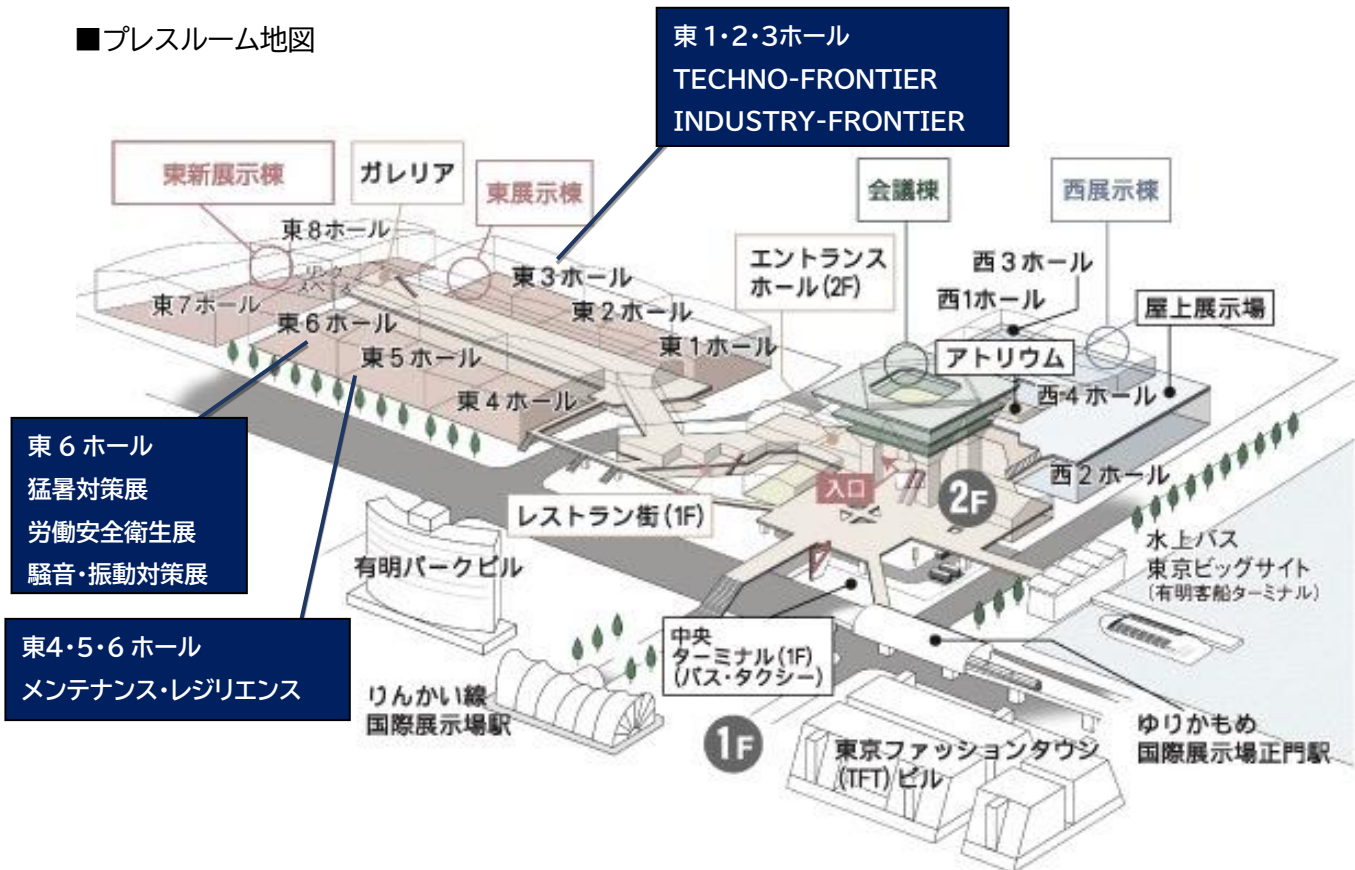 ■プレスルーム地図
東1・2・3ホール
TECHNO-FRONTIER
INDUSTRY-FRONTIER
東新展示棟
ガレリア
東展示棟
会議棟
西展示棟
東8ホール
リンク
スペース
東7ホール
東6ホール
東5ホール
東4ホール
東3ホール
東2ホール
東1ホール
エントランス
ホール(2F)
西3ホール
西1ホール
屋上展示場
アトリウム
西4ホール
西2ホール
入口
2F
レストラン街(1F)
東6ホール
猛暑対策展
労働安全衛生展
騒音・振動対策展
東4・5・6ホール
メンテナンス・レジリエンス
有明パークビル
りんかい線
国際展示場駅
中央
ターミナル(1F)
(バス・タクシー)
1F
東京ファッションタウン
(TFT)ビル
水上バス
東京ビッグサイト
(有明客船ターミナル)
ゆりかもめ
国際展示場正門駅